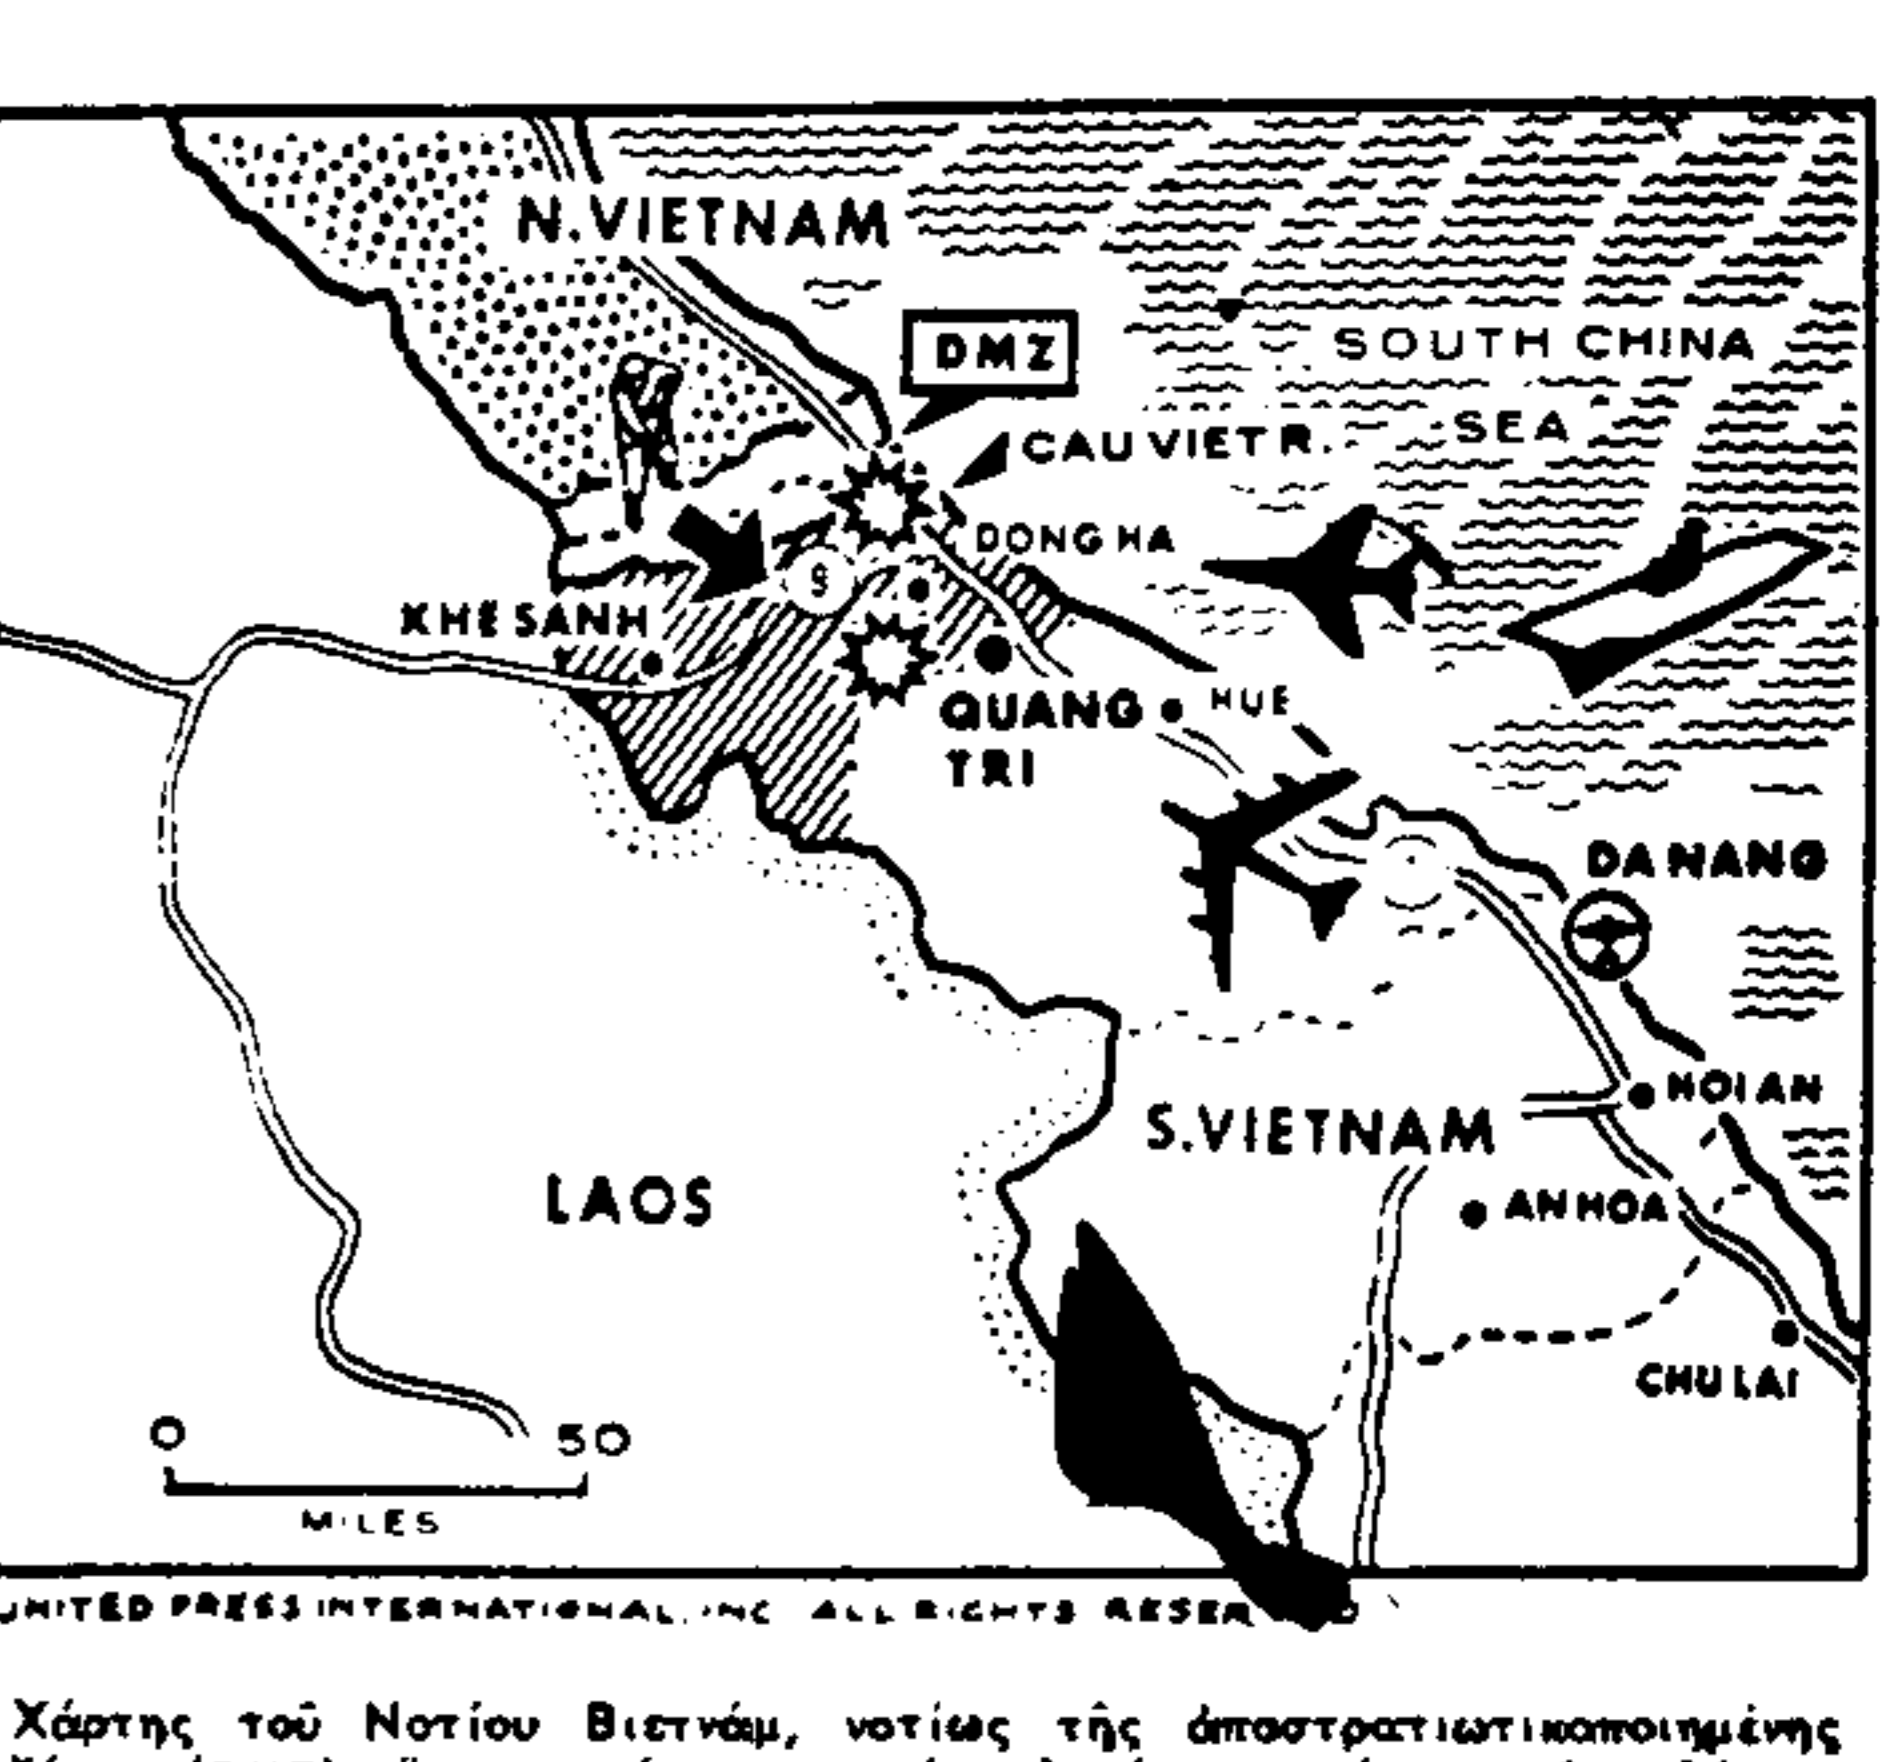 N. VIETNAM
DMZ
SOUTH CHINA
SEA
CAU VIET R.
DONG HA
9
KHE SANH
QUANG
TRI
HUE
DA NANG
HOI AN
S. VIETNAM
AN HOA
LAOS
CHU LAI
0 50
MILES
UNITED PRESS INTERNATIONAL, INC ALL RIGHTS
Χάρτης τοῦ Νοτίου Βιετνάμ, νοτίως τῆς ἀποστρατιωτικοποιημένης